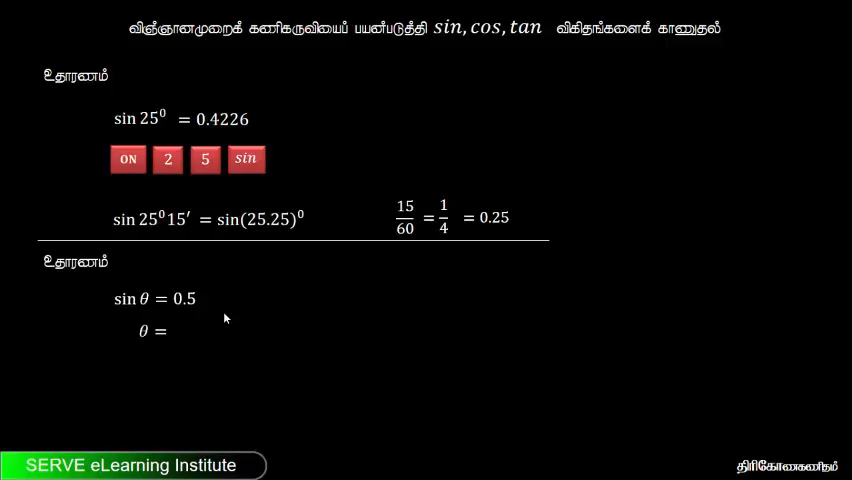 விஞ்ஞானமுறைக் கணிகருவியைப் பயன்படுத்தி sin, cos, tan விகிதங்களைக் காணுதல்
உதாரணம்
sin 25⁰ = 0.4226
ON 2 5 sin
sin 25⁰15′ = sin(25.25)⁰ 15/60 = 1/4 = 0.25
உதாரணம்
sin θ = 0.5
θ =
SERVE eLearning Institute திரிகோணகணிதம்